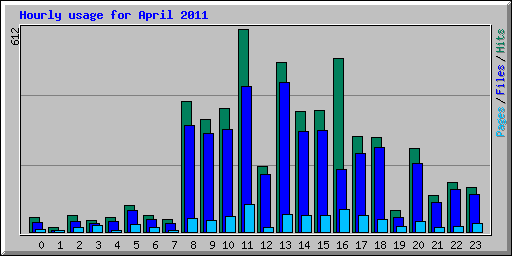 Hourly usage for April 2011
612
Pages / Files / Hits
0 1 2 3 4 5 6 7 8 9 10 11 12 13 14 15 16 17 18 19 20 21 22 23